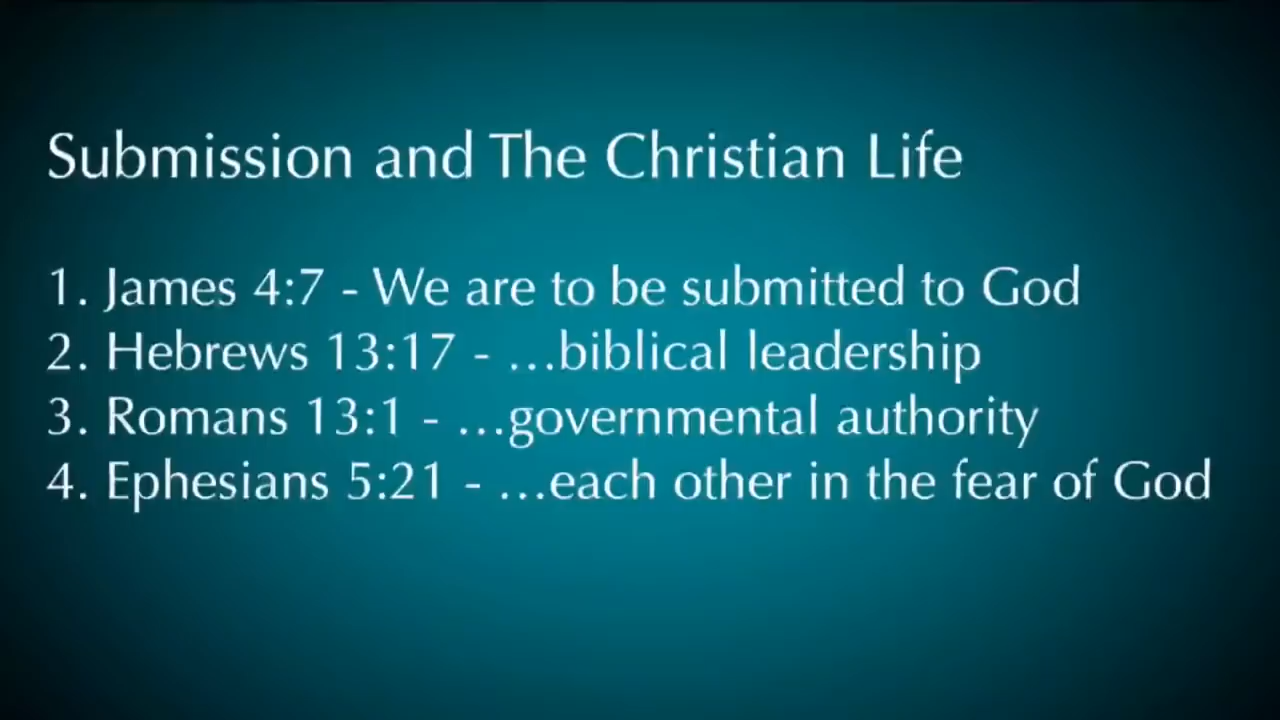 Submission and The Christian Life
1. James 4:7 - We are to be submitted to God
2. Hebrews 13:17 - …biblical leadership
3. Romans 13:1 - …governmental authority
4. Ephesians 5:21 - …each other in the fear of God